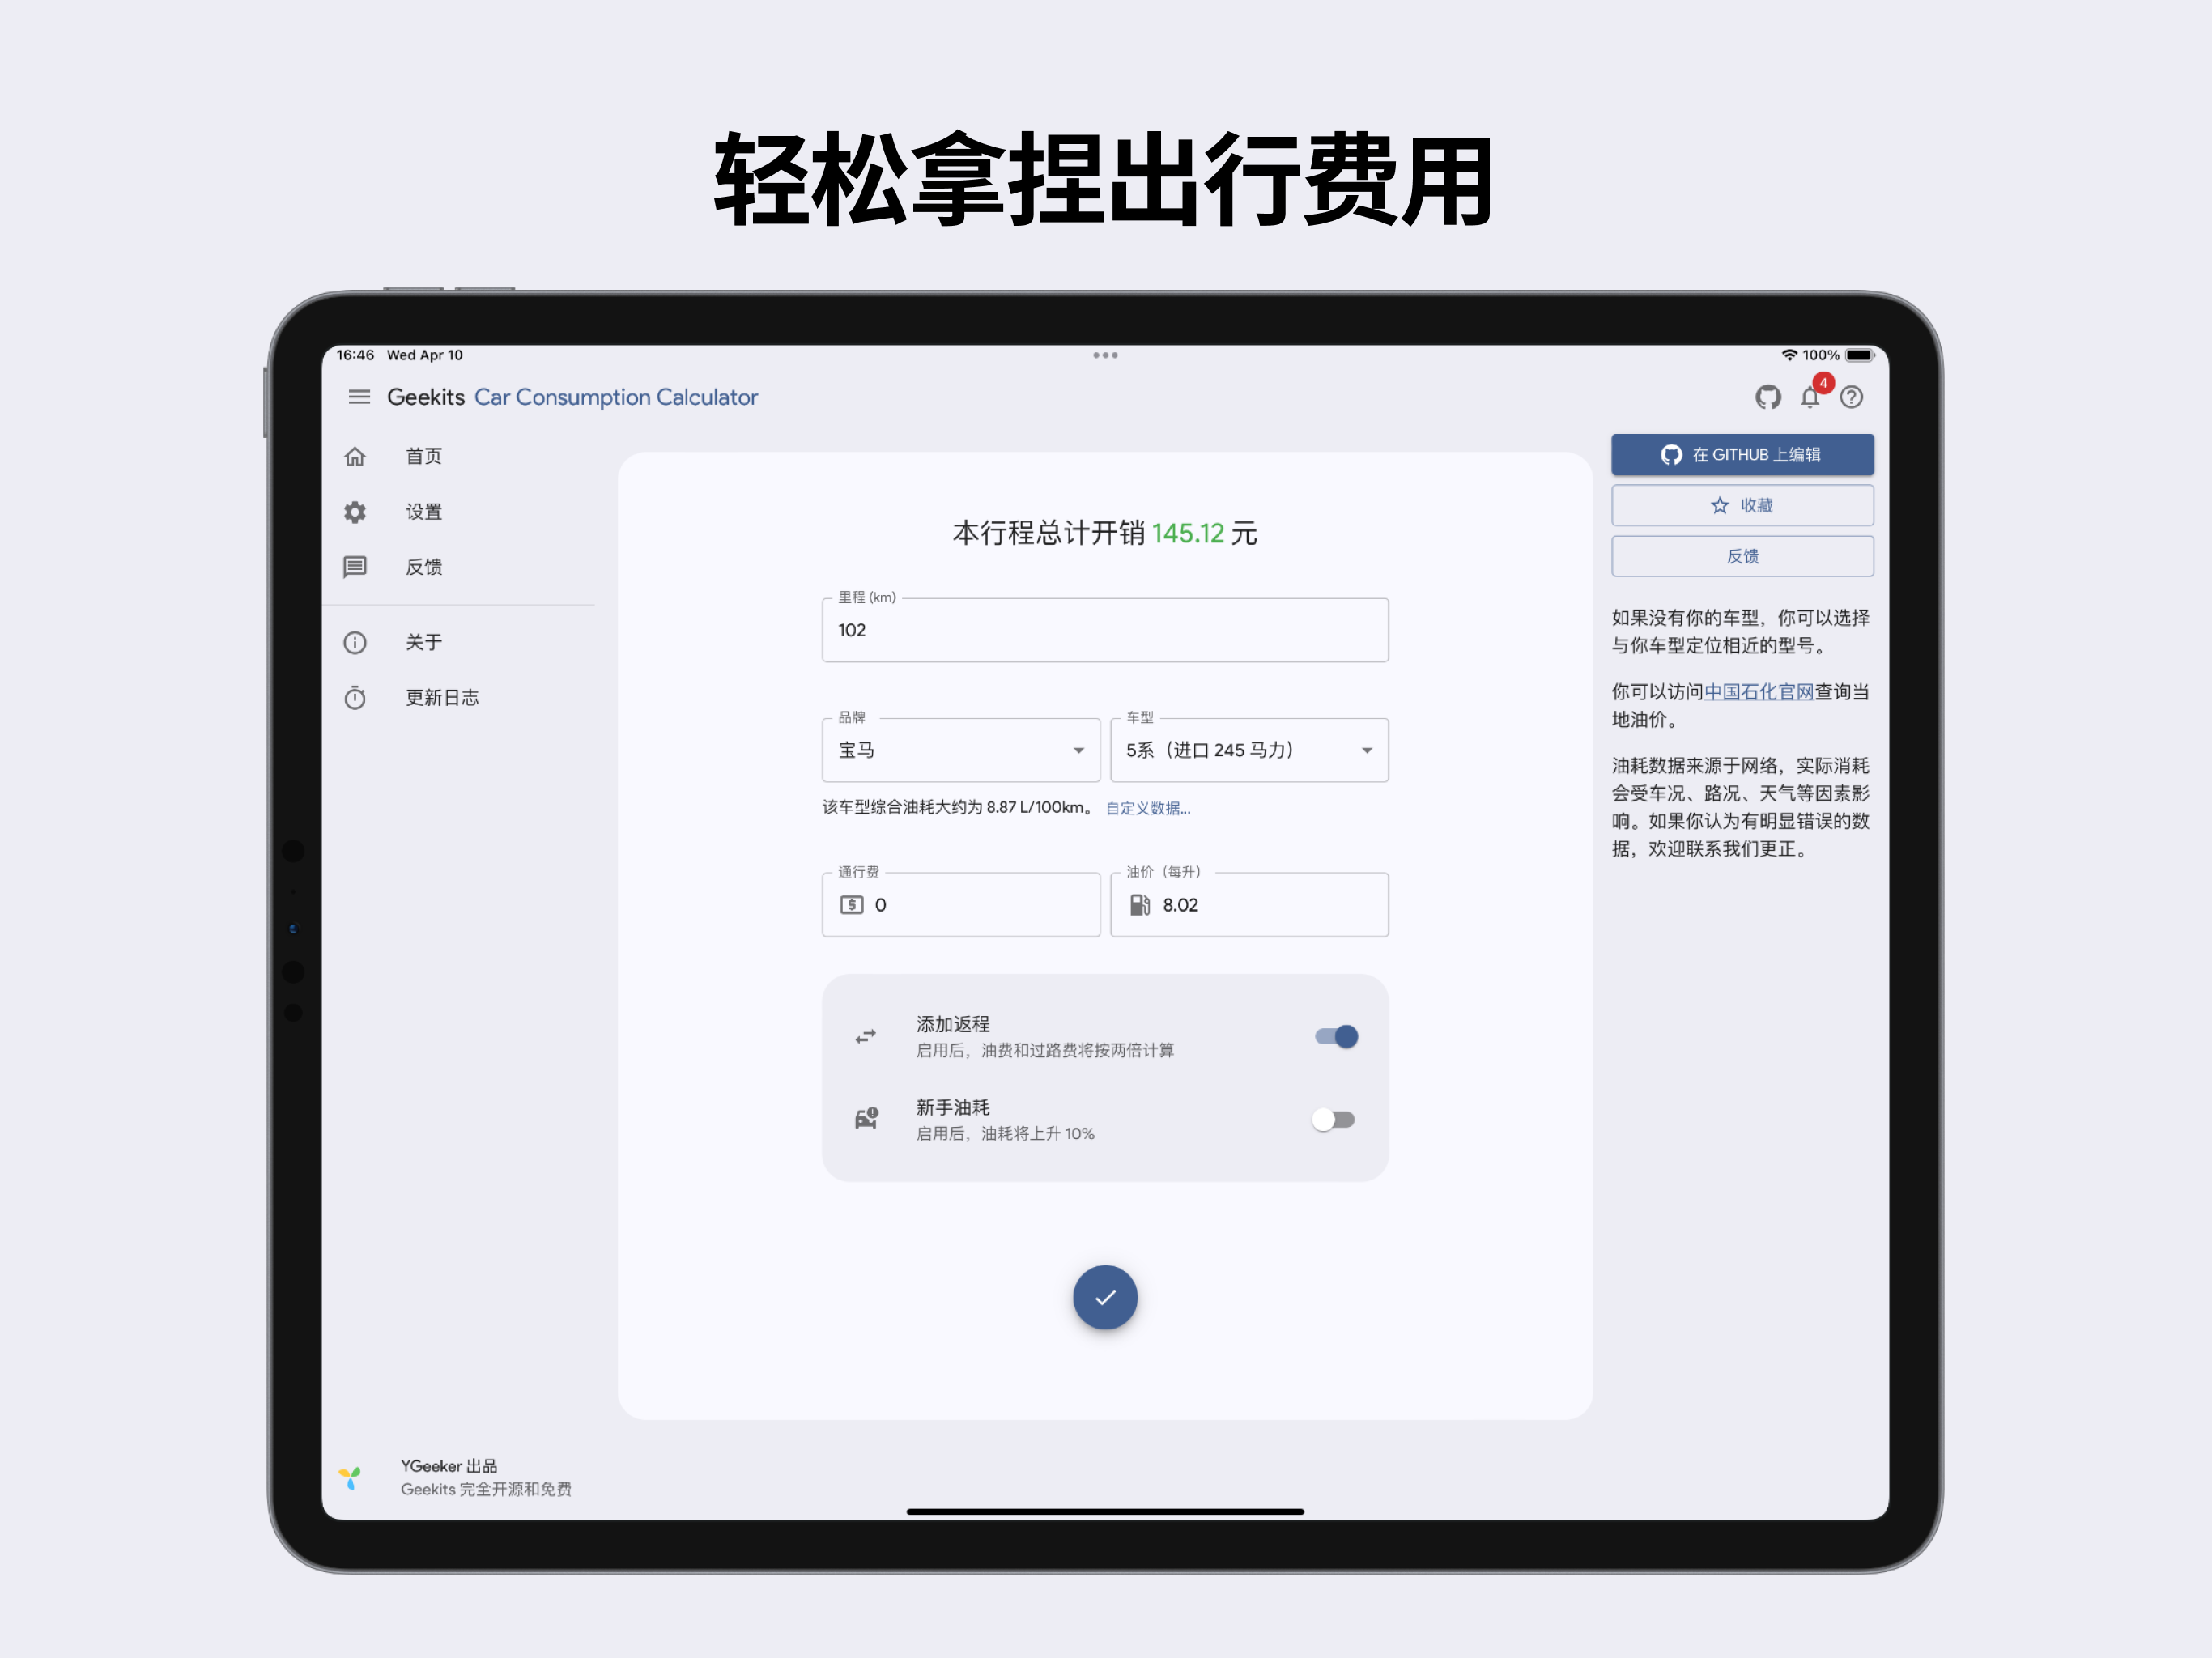 轻松拿捏出行费用
16:46 Wed Apr 10
100%
Geekits Car Consumption Calculator
4
首页
设置
反馈
关于
更新日志
本行程总计开销 145.12 元
里程 (km)
102
品牌
宝马
车型
5系（进口 245 马力）
该车型综合油耗大约为 8.87 L/100km。 自定义数据...
通行费
0
油价（每升）
8.02
添加返程
启用后，油费和过路费将按两倍计算
新手油耗
启用后，油耗将上升 10%
在 GITHUB 上编辑
收藏
反馈
如果没有你的车型，你可以选择
与你车型定位相近的型号。
你可以访问中国石化官网查询当
地油价。
油耗数据来源于网络，实际消耗
会受车况、路况、天气等因素影
响。如果你认为有明显错误的数
据，欢迎联系我们更正。
YGeeker 出品
Geekits 完全开源和免费